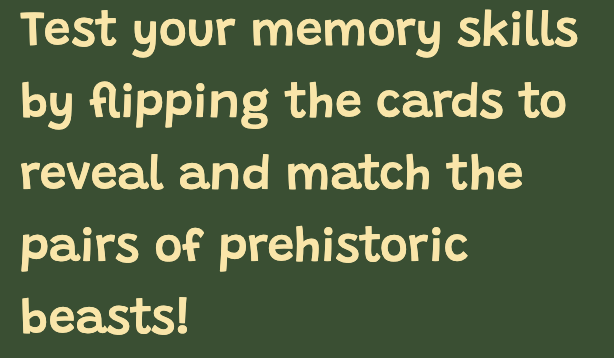 Test your memory skills
by flipping the cards to
reveal and match the
pairs of prehistoric
beasts!